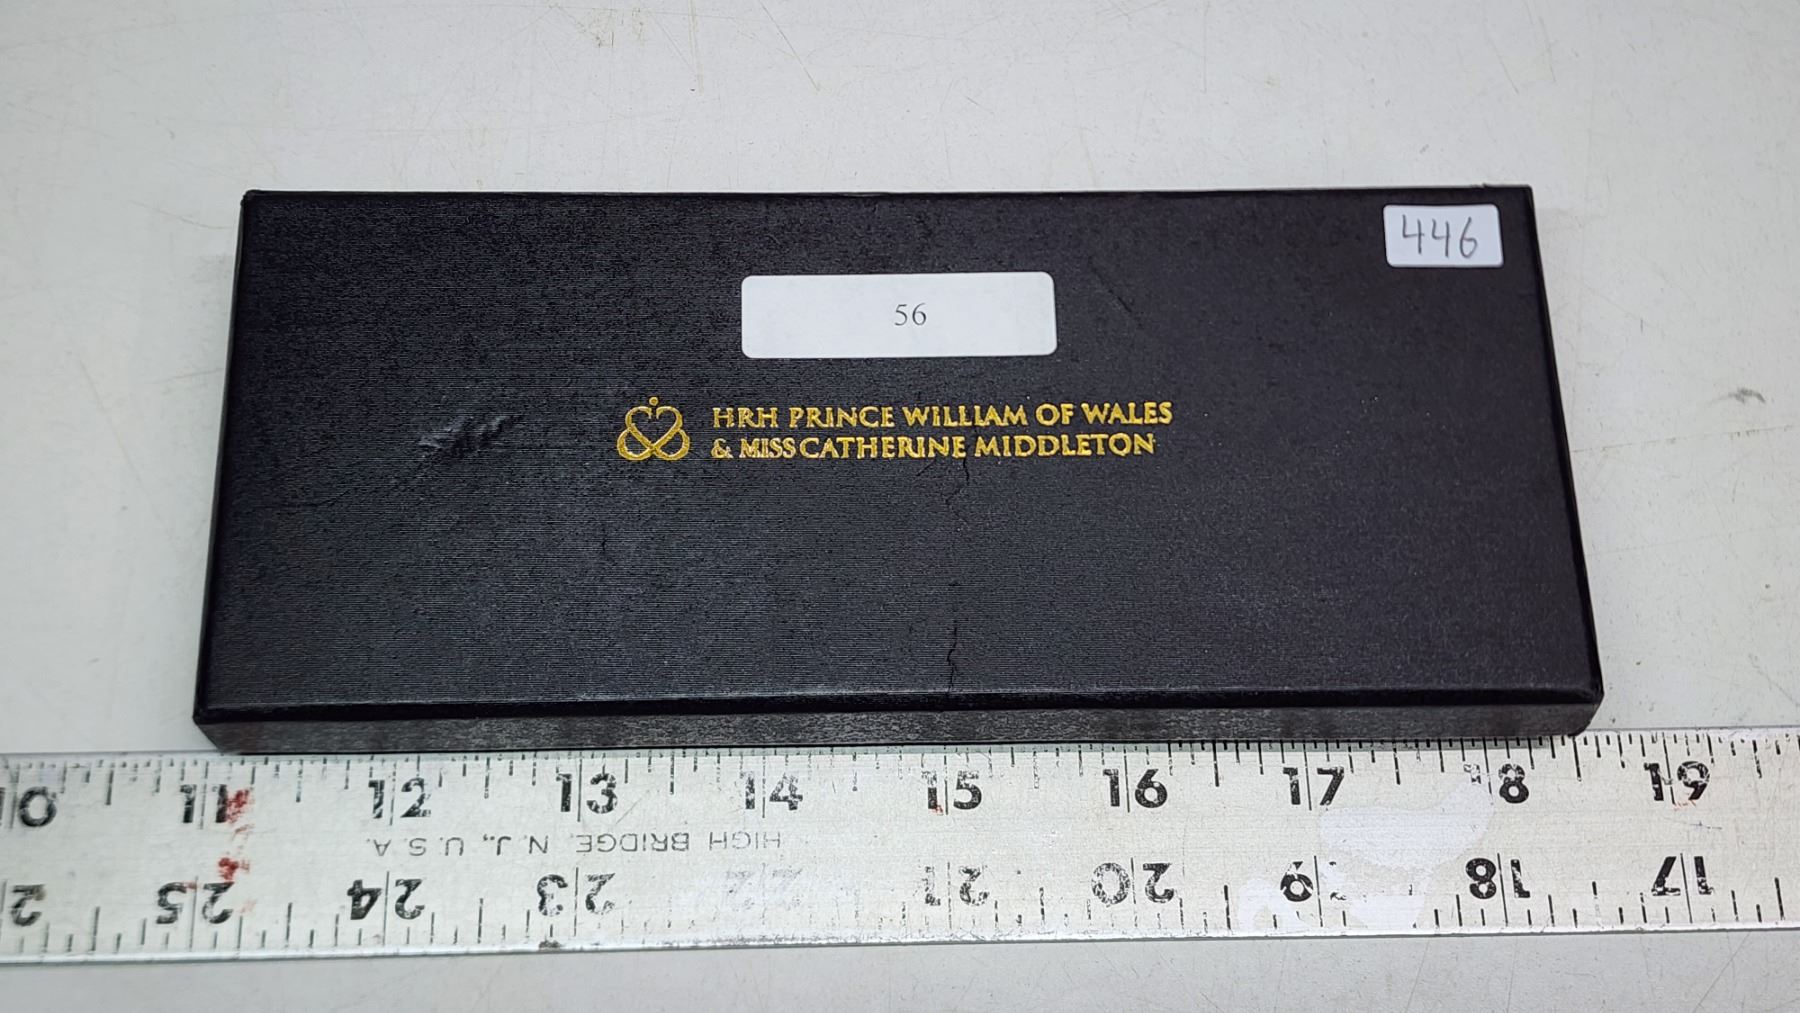 446
56
HRH PRINCE WILLIAM OF WALES
& MISS CATHERINE MIDDLETON
10 11 12 13 14 15 16 17 18 19
HIGH BRIDGE, N.J., U.S.A.
25 24 23 22 21 20 19 18 17